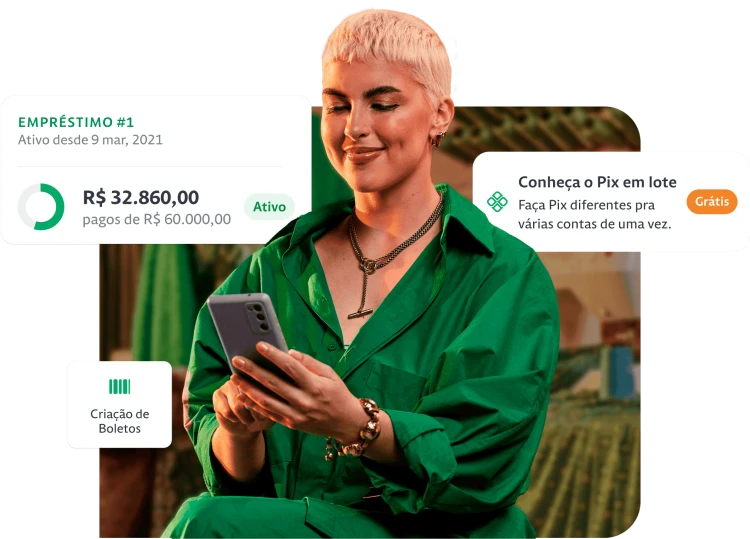 EMPRÉSTIMO #1
Ativo desde 9 mar, 2021
R$ 32.860,00
pagos de R$ 60.000,00
Ativo
Conheça o Pix em lote
Faça Pix diferentes pra
várias contas de uma vez.
Grátis
Criação de
Boletos